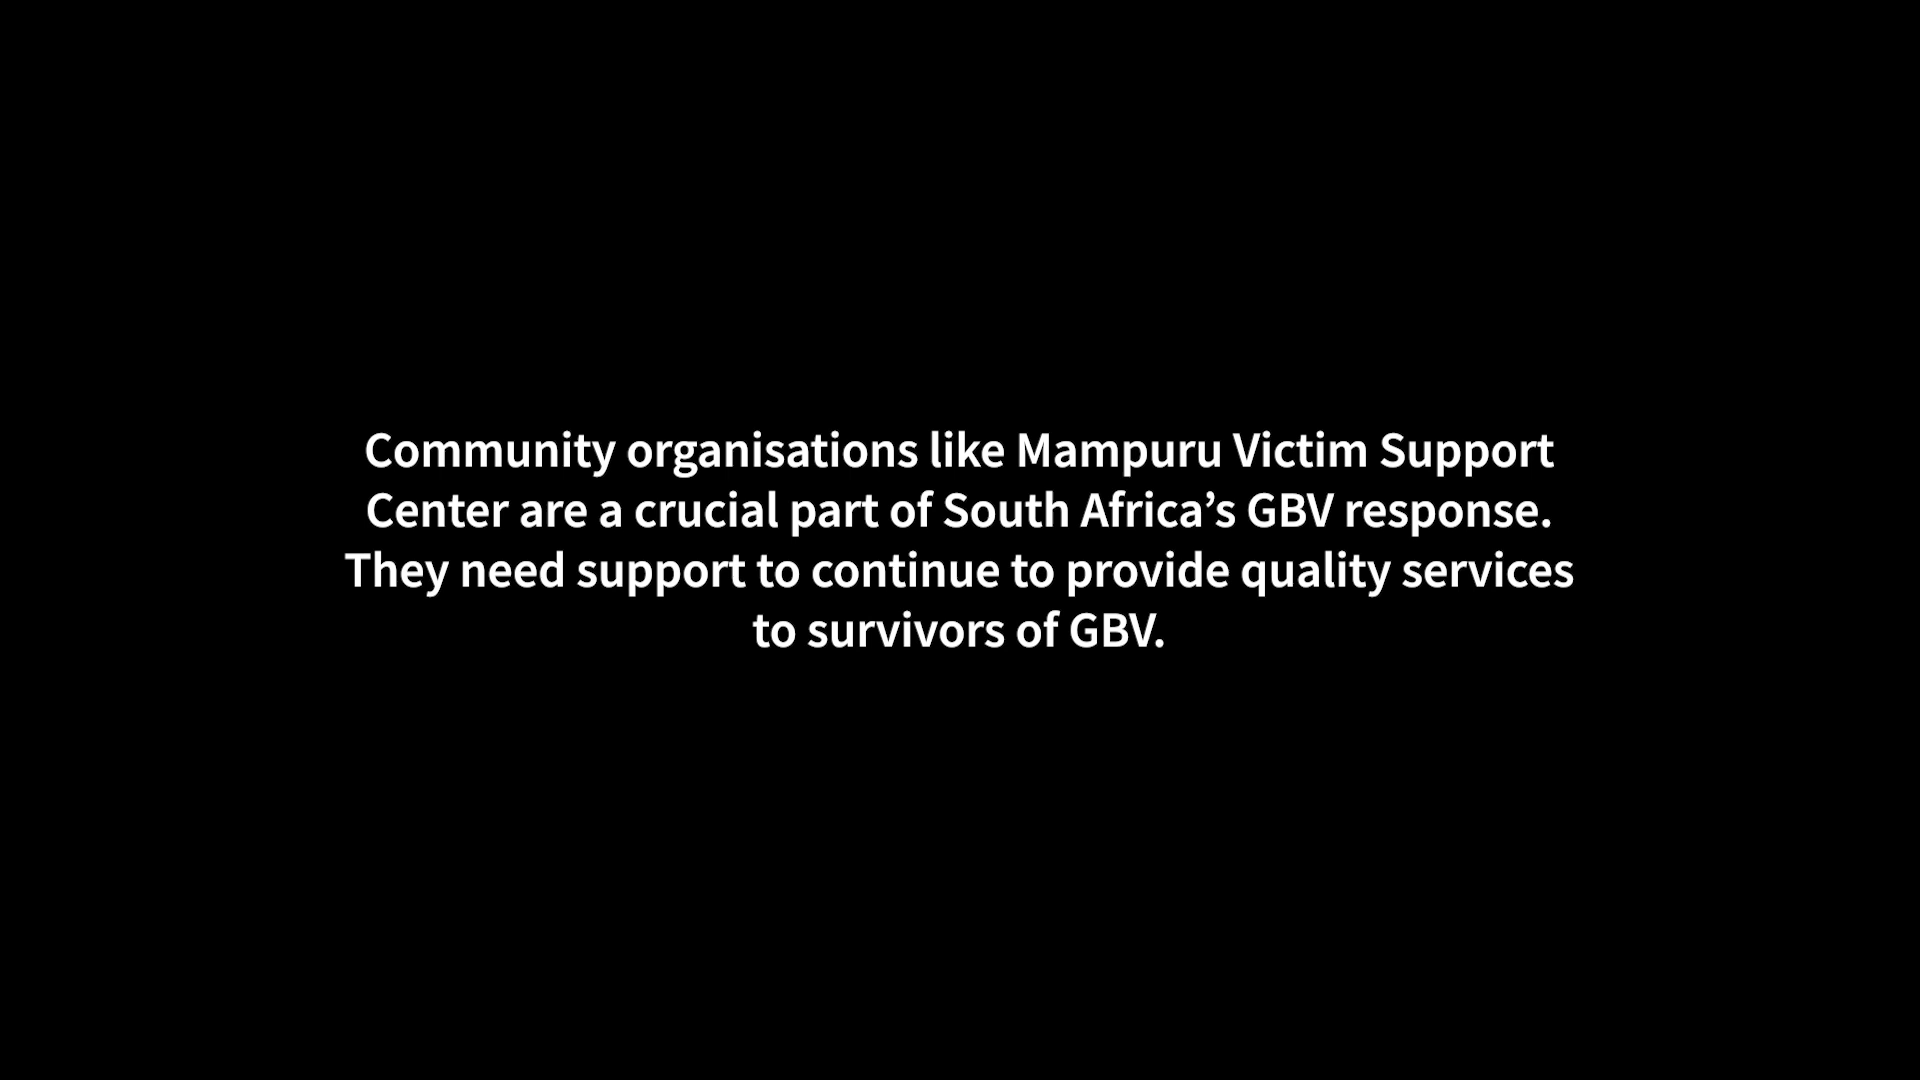 Community organisations like Mampuru Victim Support
Center are a crucial part of South Africa’s GBV response.
They need support to continue to provide quality services
to survivors of GBV.